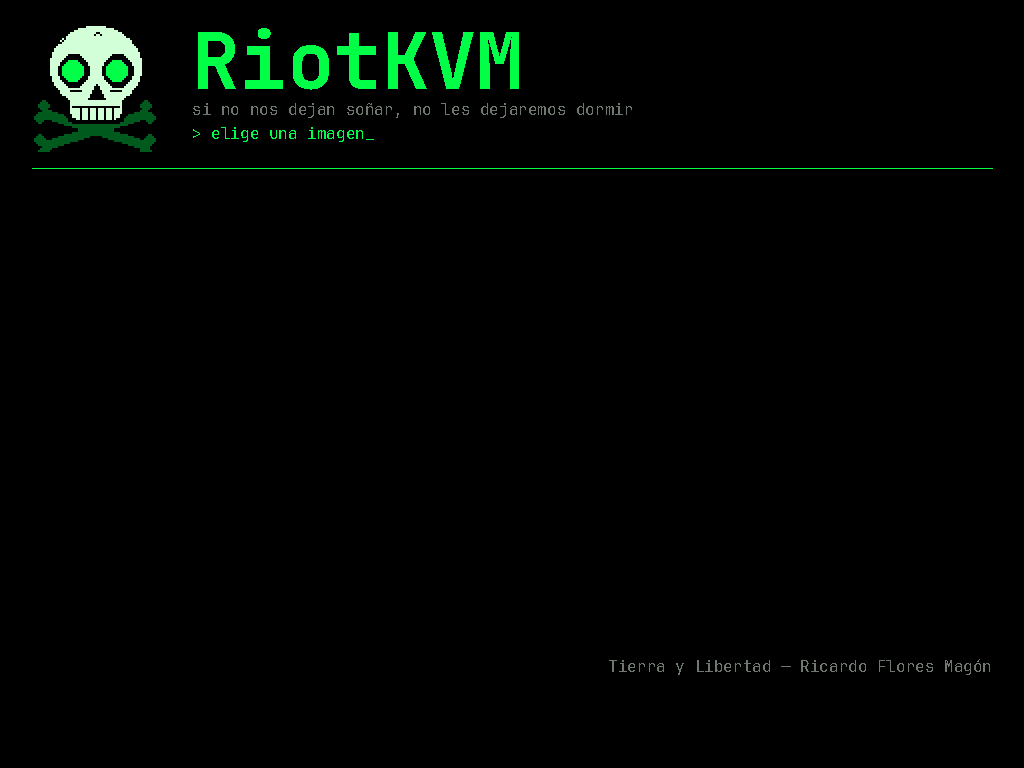 RiotKVM
si no nos dejan soñar, no les dejaremos dormir
> elige una imagen_
Tierra y Libertad — Ricardo Flores Magón